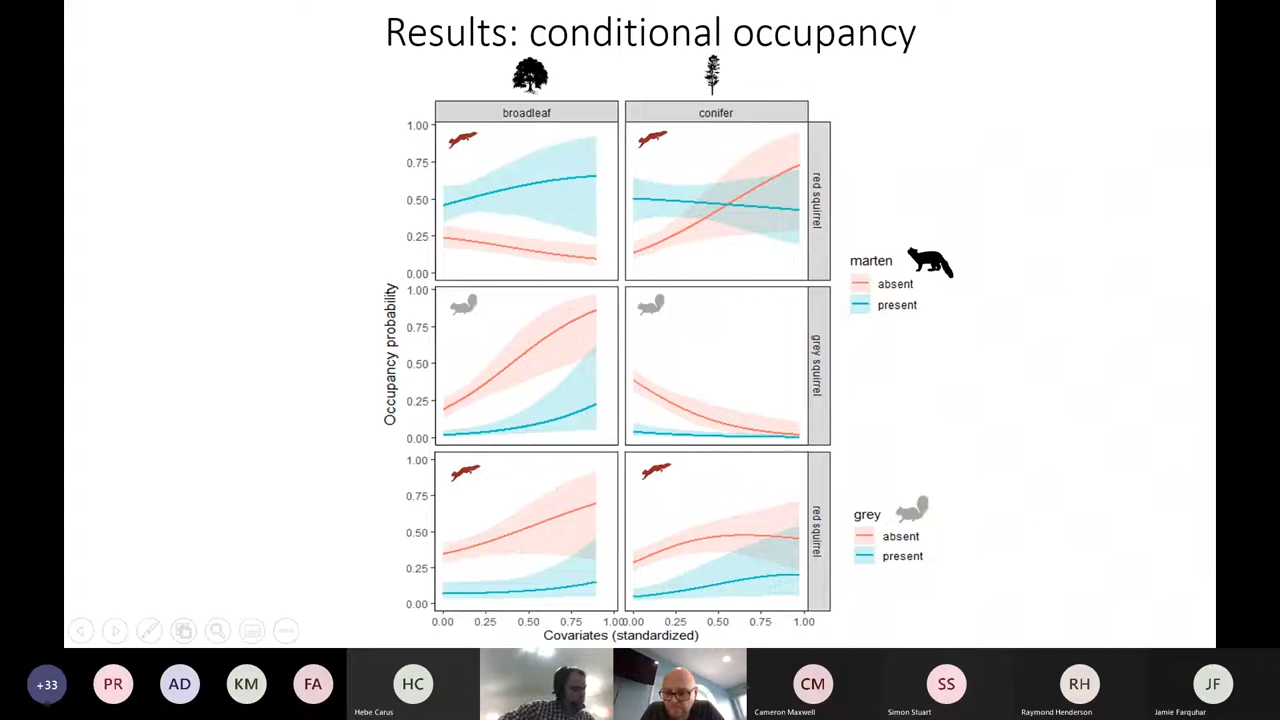 Results: conditional occupancy
broadleaf
conifer
1.00
0.75
0.50
0.25
0.00
red squirrel
marten
absent
present
Occupancy probability
1.00
0.75
0.50
0.25
0.00
grey squirrel
1.00
0.75
0.50
0.25
0.00
red squirrel
grey
absent
present
0.00 0.25 0.50 0.75 1.00
0.00 0.25 0.50 0.75 1.00
Covariates (standardized)
+33
PR
AD
KM
FA
HC
Hebe Carus
CM
Cameron Maxwell
SS
Simon Stuart
RH
Raymond Henderson
JF
Jamie Farquhar